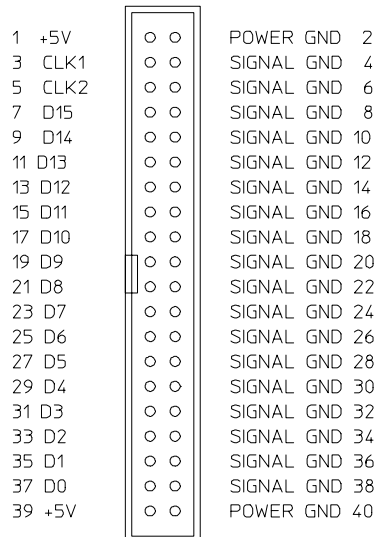 1 +5V POWER GND 2
3 CLK1 SIGNAL GND 4
5 CLK2 SIGNAL GND 6
7 D15 SIGNAL GND 8
9 D14 SIGNAL GND 10
11 D13 SIGNAL GND 12
13 D12 SIGNAL GND 14
15 D11 SIGNAL GND 16
17 D10 SIGNAL GND 18
19 D9 SIGNAL GND 20
21 D8 SIGNAL GND 22
23 D7 SIGNAL GND 24
25 D6 SIGNAL GND 26
27 D5 SIGNAL GND 28
29 D4 SIGNAL GND 30
31 D3 SIGNAL GND 32
33 D2 SIGNAL GND 34
35 D1 SIGNAL GND 36
37 D0 SIGNAL GND 38
39 +5V POWER GND 40